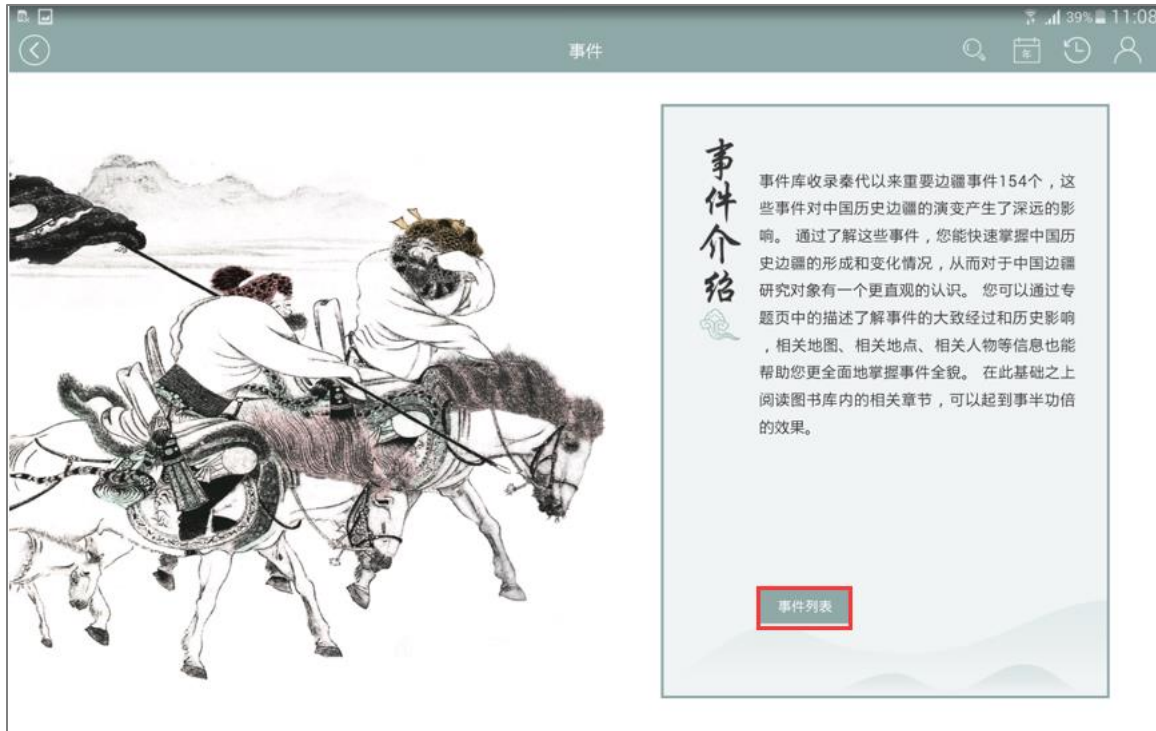 39% 11:08
事件
年
事件介绍
事件库收录秦代以来重要边疆事件154个，这
些事件对中国历史边疆的演变产生了深远的影
响。 通过了解这些事件，您能快速掌握中国历
史边疆的形成和变化情况，从而对于中国边疆
研究对象有一个更直观的认识。 您可以通过专
题页中的描述了解事件的大致经过和历史影响
，相关地图、相关地点、相关人物等信息也能
帮助您更全面地掌握事件全貌。 在此基础之上
阅读图书库内的相关章节，可以起到事半功倍
的效果。
事件列表